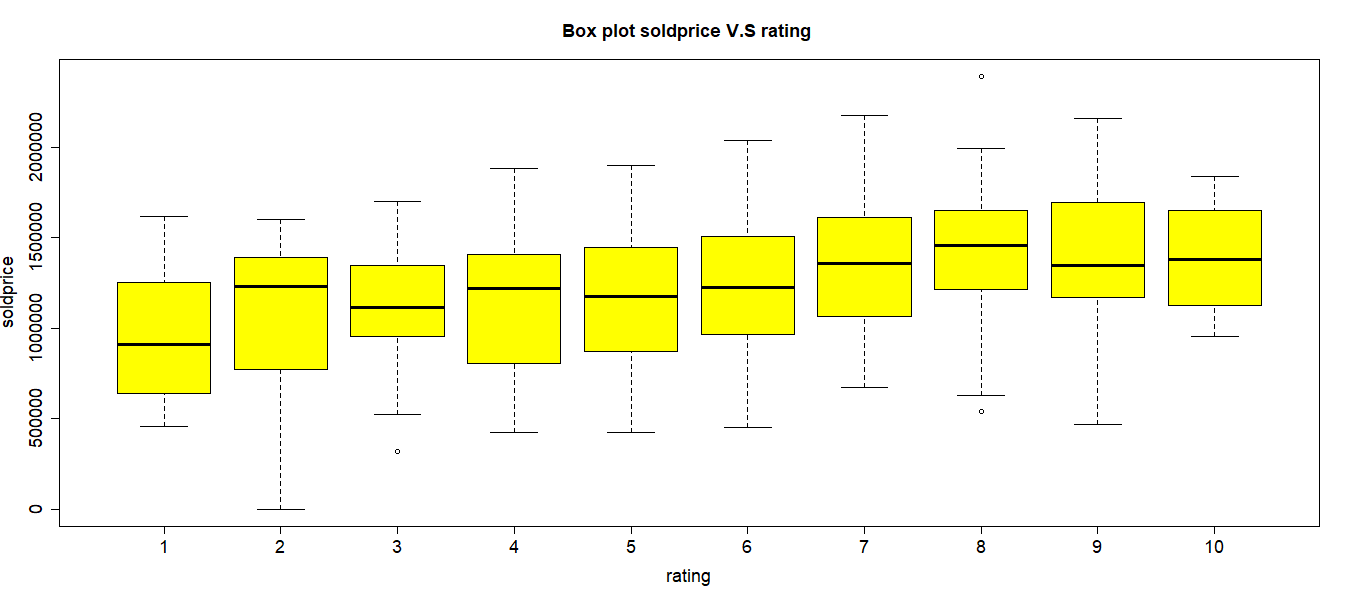 Box plot soldprice V.S rating
soldprice
2000000
1500000
1000000
500000
0
1 2 3 4 5 6 7 8 9 10
rating